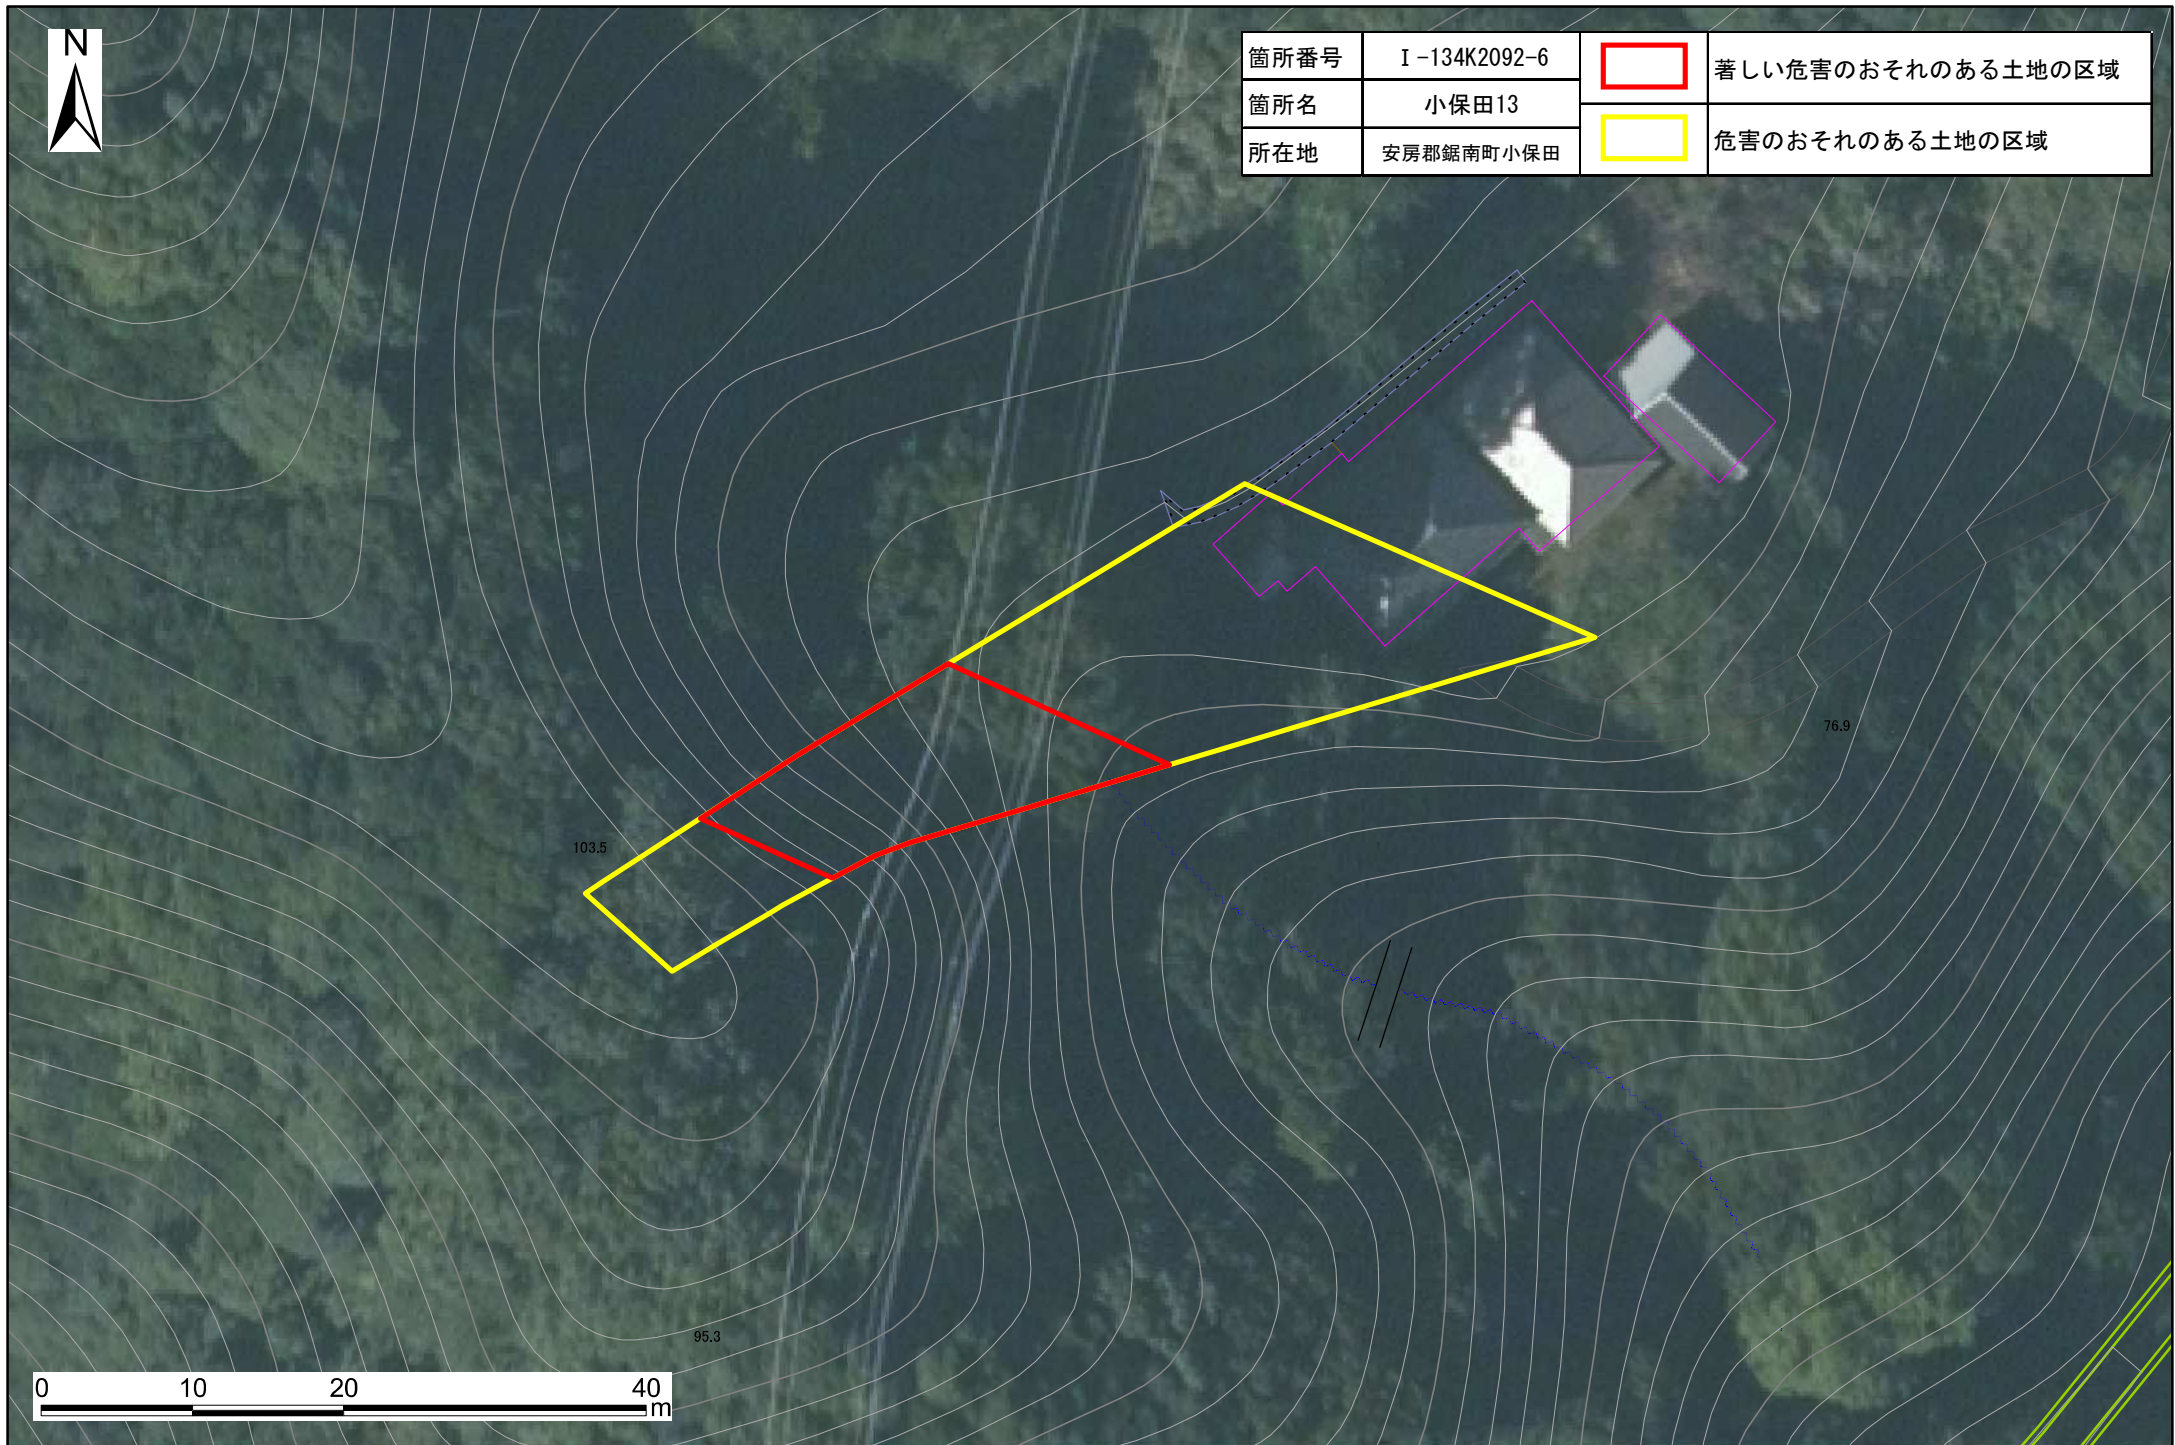 N
箇所番号 Ⅰ-134K2092-6
箇所名 小保田13
所在地 安房郡鋸南町小保田
著しい危害のおそれのある土地の区域
危害のおそれのある土地の区域
76.9
103.5
95.3
0 10 20 40
m